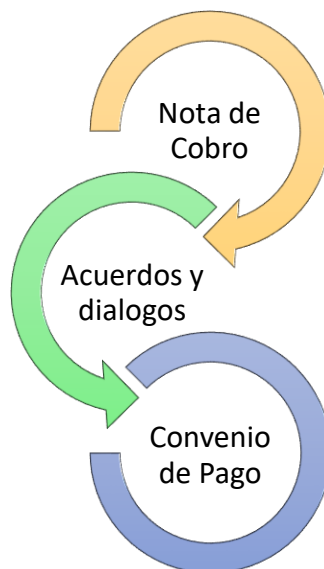 Nota de
Cobro
Acuerdos y
dialogos
Convenio
de Pago